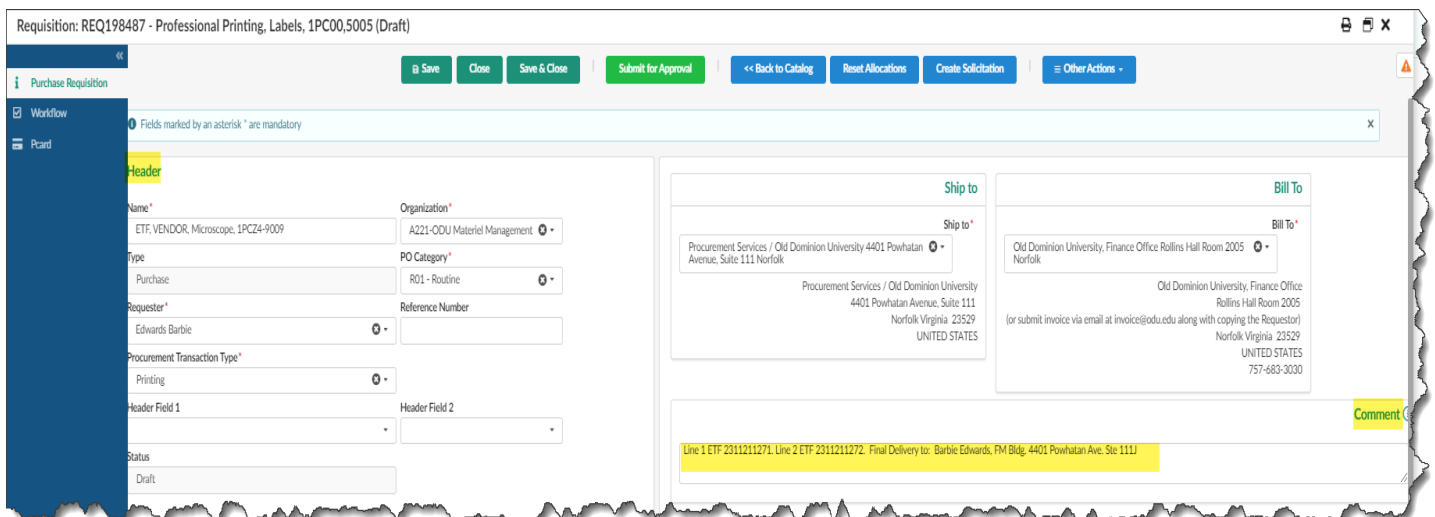 Requisition: REQ198487 - Professional Printing, Labels, 1PC00,5005 (Draft)
Save Close Save & Close Submit for Approval << Back to Catalog Reset Allocations Create Solicitation Other Actions
Purchase Requisition
Workflow
Pcard
Fields marked by an asterisk * are mandatory
Header
Name*
ETF, VENDOR, Microscope, 1PCZ4-9009
Organization*
A221-ODU Materiel Management
Type
Purchase
PO Category*
R01 - Routine
Requester*
Edwards Barbie
Reference Number
Procurement Transaction Type*
Printing
Header Field 1
Header Field 2
Status
Draft
Ship to
Ship to*
Procurement Services / Old Dominion University 4401 Powhatan
Avenue, Suite 111 Norfolk
Procurement Services / Old Dominion University
4401 Powhatan Avenue, Suite 111
Norfolk Virginia 23529
UNITED STATES
Bill To
Bill To*
Old Dominion University, Finance Office Rollins Hall Room 2005
Norfolk
Old Dominion University, Finance Office
Rollins Hall Room 2005
(or submit invoice via email at invoice@odu.edu along with copying the Requestor)
Norfolk Virginia 23529
UNITED STATES
757-683-3030
Comment
Line 1 ETF 2311211271. Line 2 ETF 2311211272. Final Delivery to: Barbie Edwards, FM Bldg. 4401 Powhatan Ave. Ste 111J